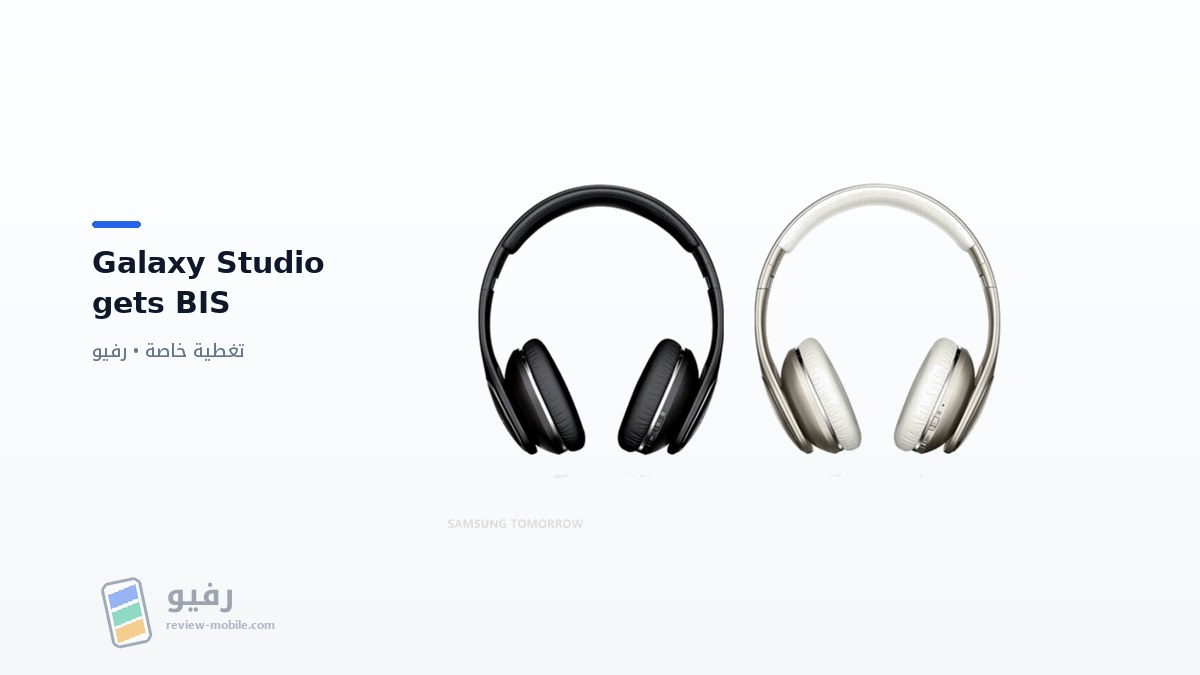 Galaxy Studio
gets BIS
تغطية خاصة • رفيو
SAMSUNG TOMORROW
رفيو
review-mobile.com